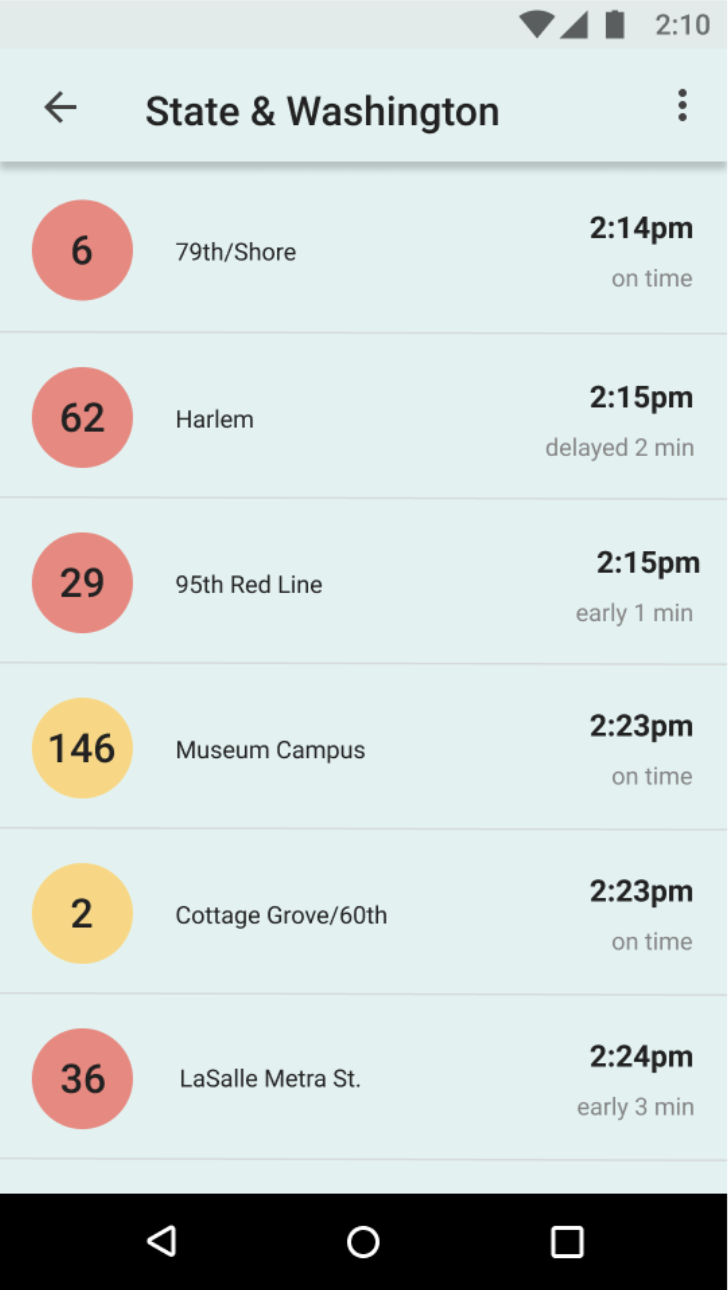 2:10
State & Washington
6
79th/Shore
2:14pm
on time
62
Harlem
2:15pm
delayed 2 min
29
95th Red Line
2:15pm
early 1 min
146
Museum Campus
2:23pm
on time
2
Cottage Grove/60th
2:23pm
on time
36
LaSalle Metra St.
2:24pm
early 3 min